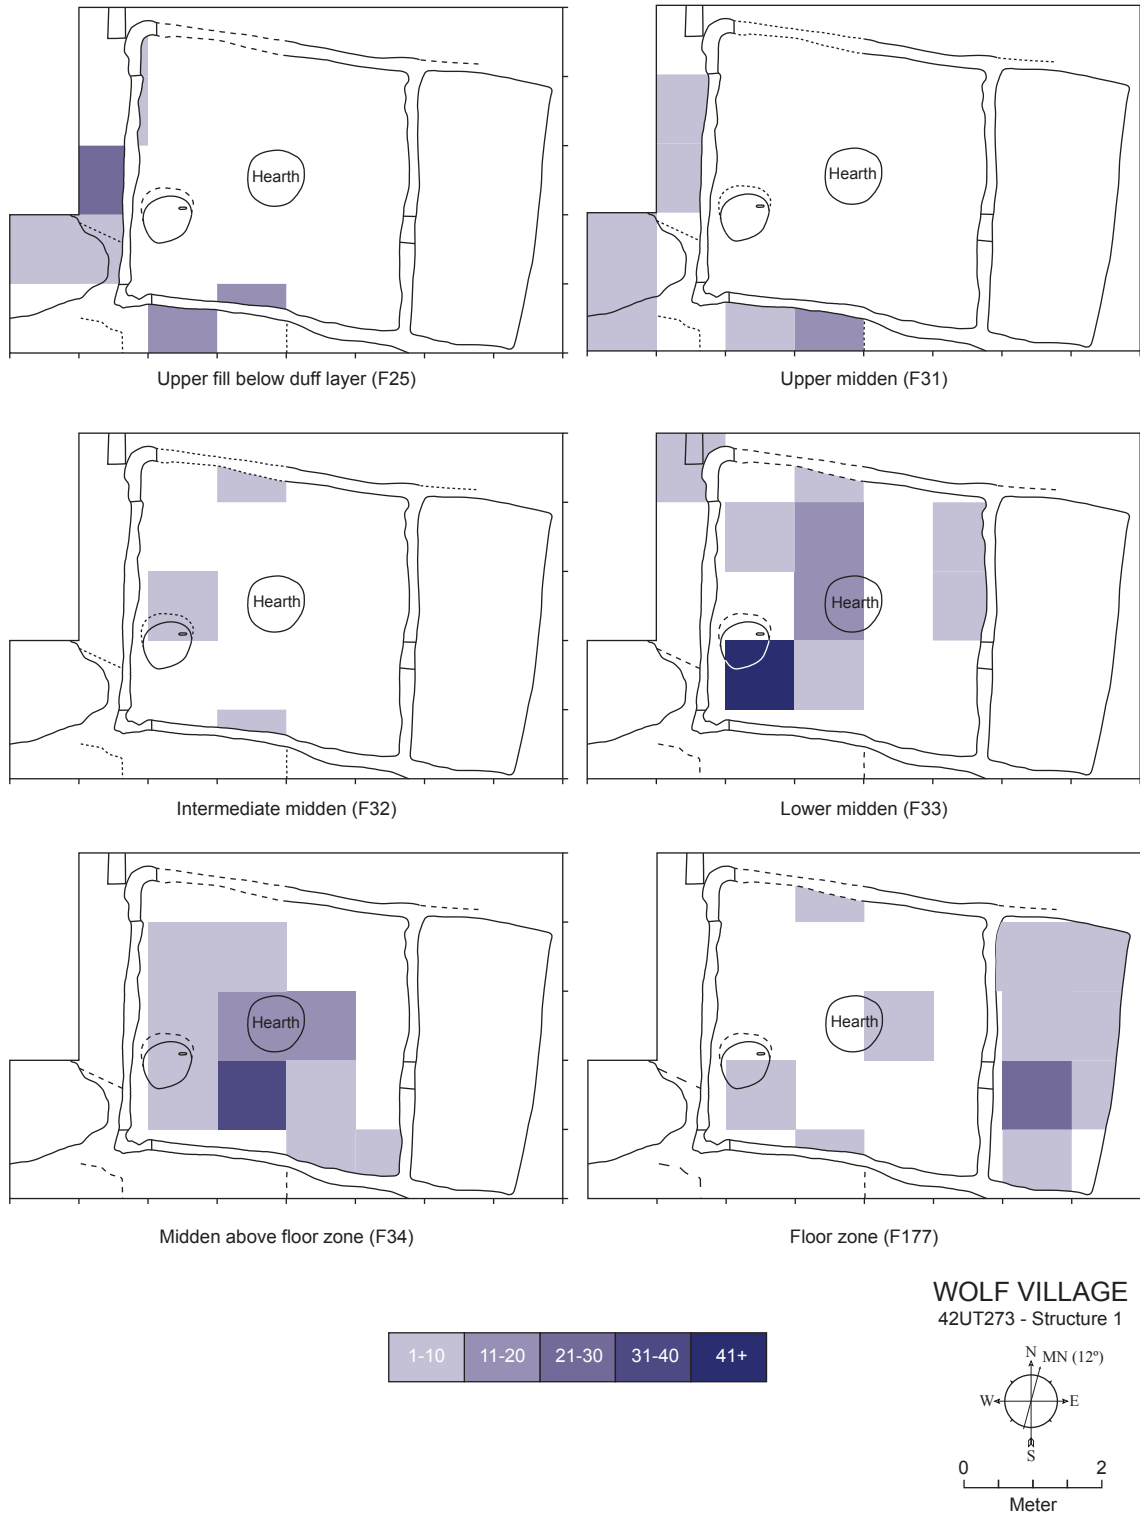 Hearth
Upper fill below duff layer (F25)
Hearth
Upper midden (F31)
Hearth
Intermediate midden (F32)
Hearth
Lower midden (F33)
Hearth
Midden above floor zone (F34)
Hearth
Floor zone (F177)
1-10 11-20 21-30 31-40 41+
WOLF VILLAGE
42UT273 - Structure 1
N MN (12º)
W E
S
0 2
Meter